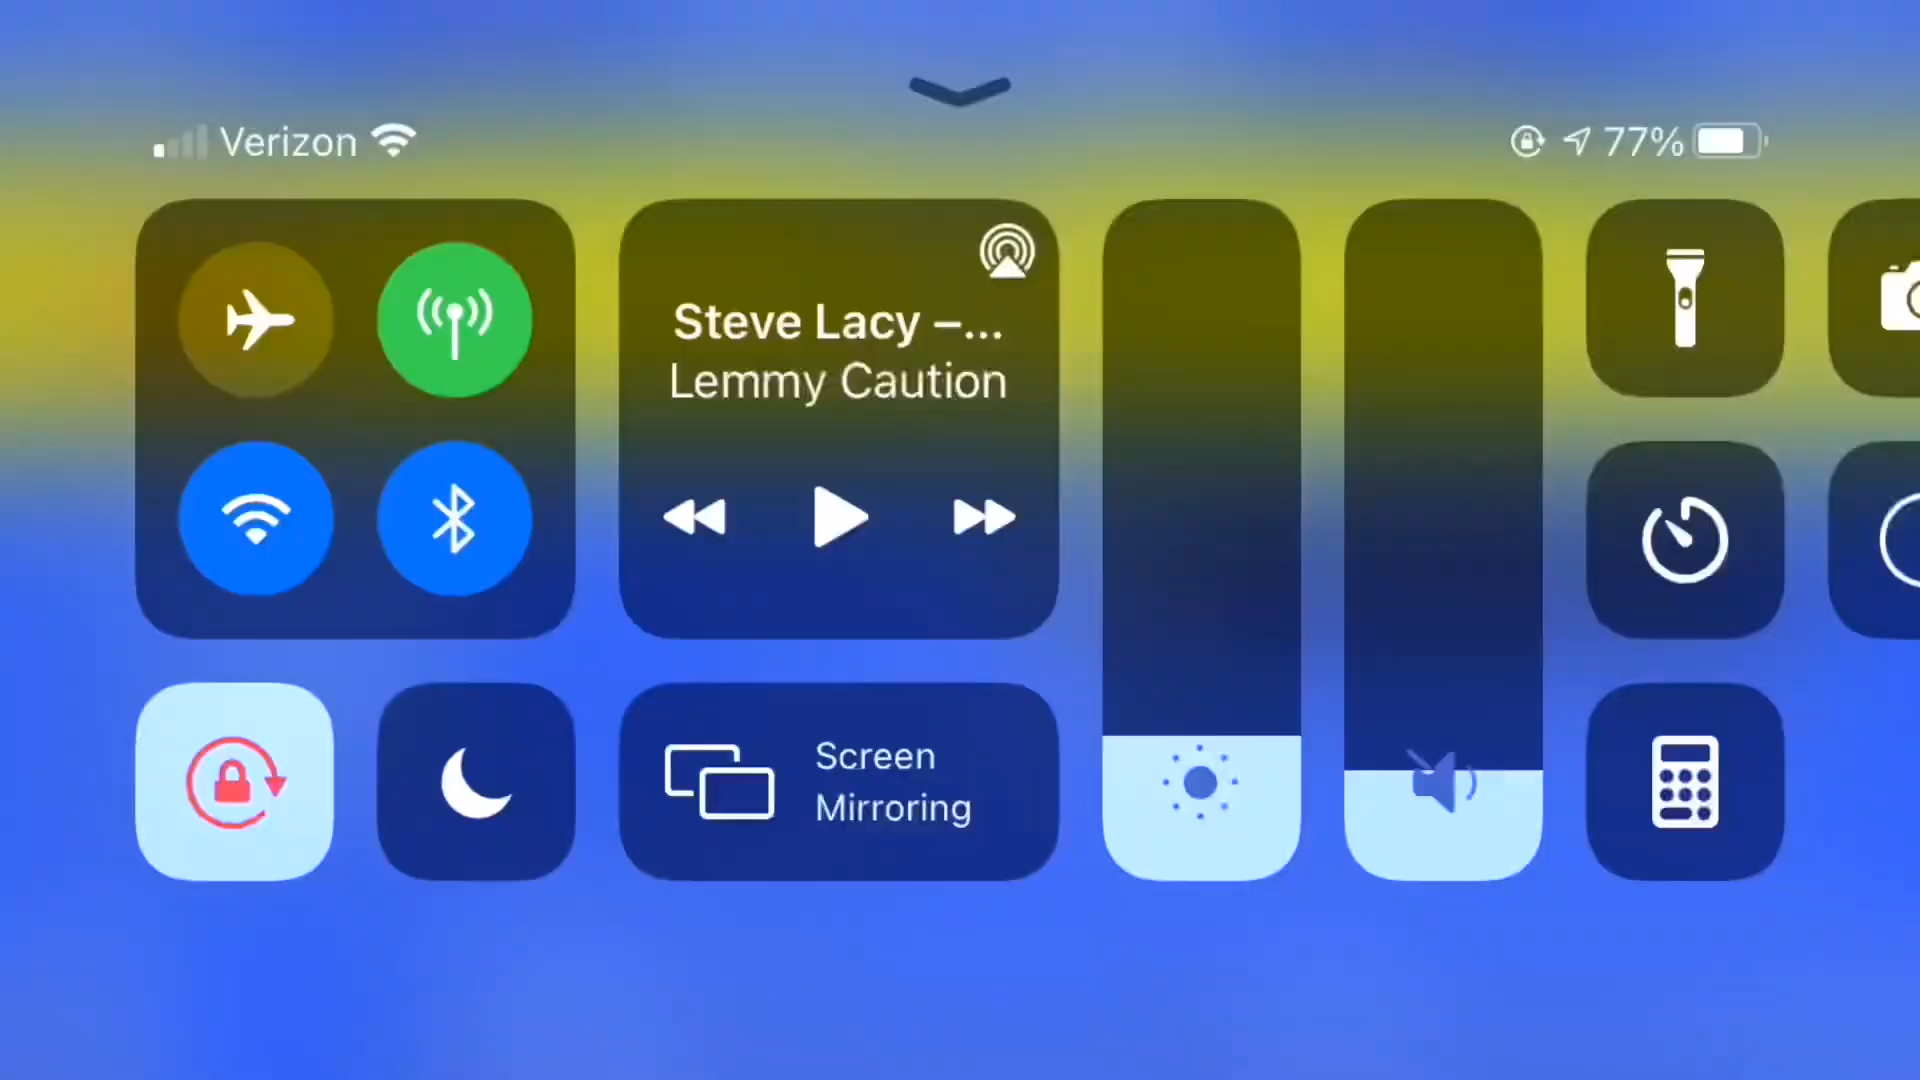 Verizon
77%
Steve Lacy –...
Lemmy Caution
Screen
Mirroring